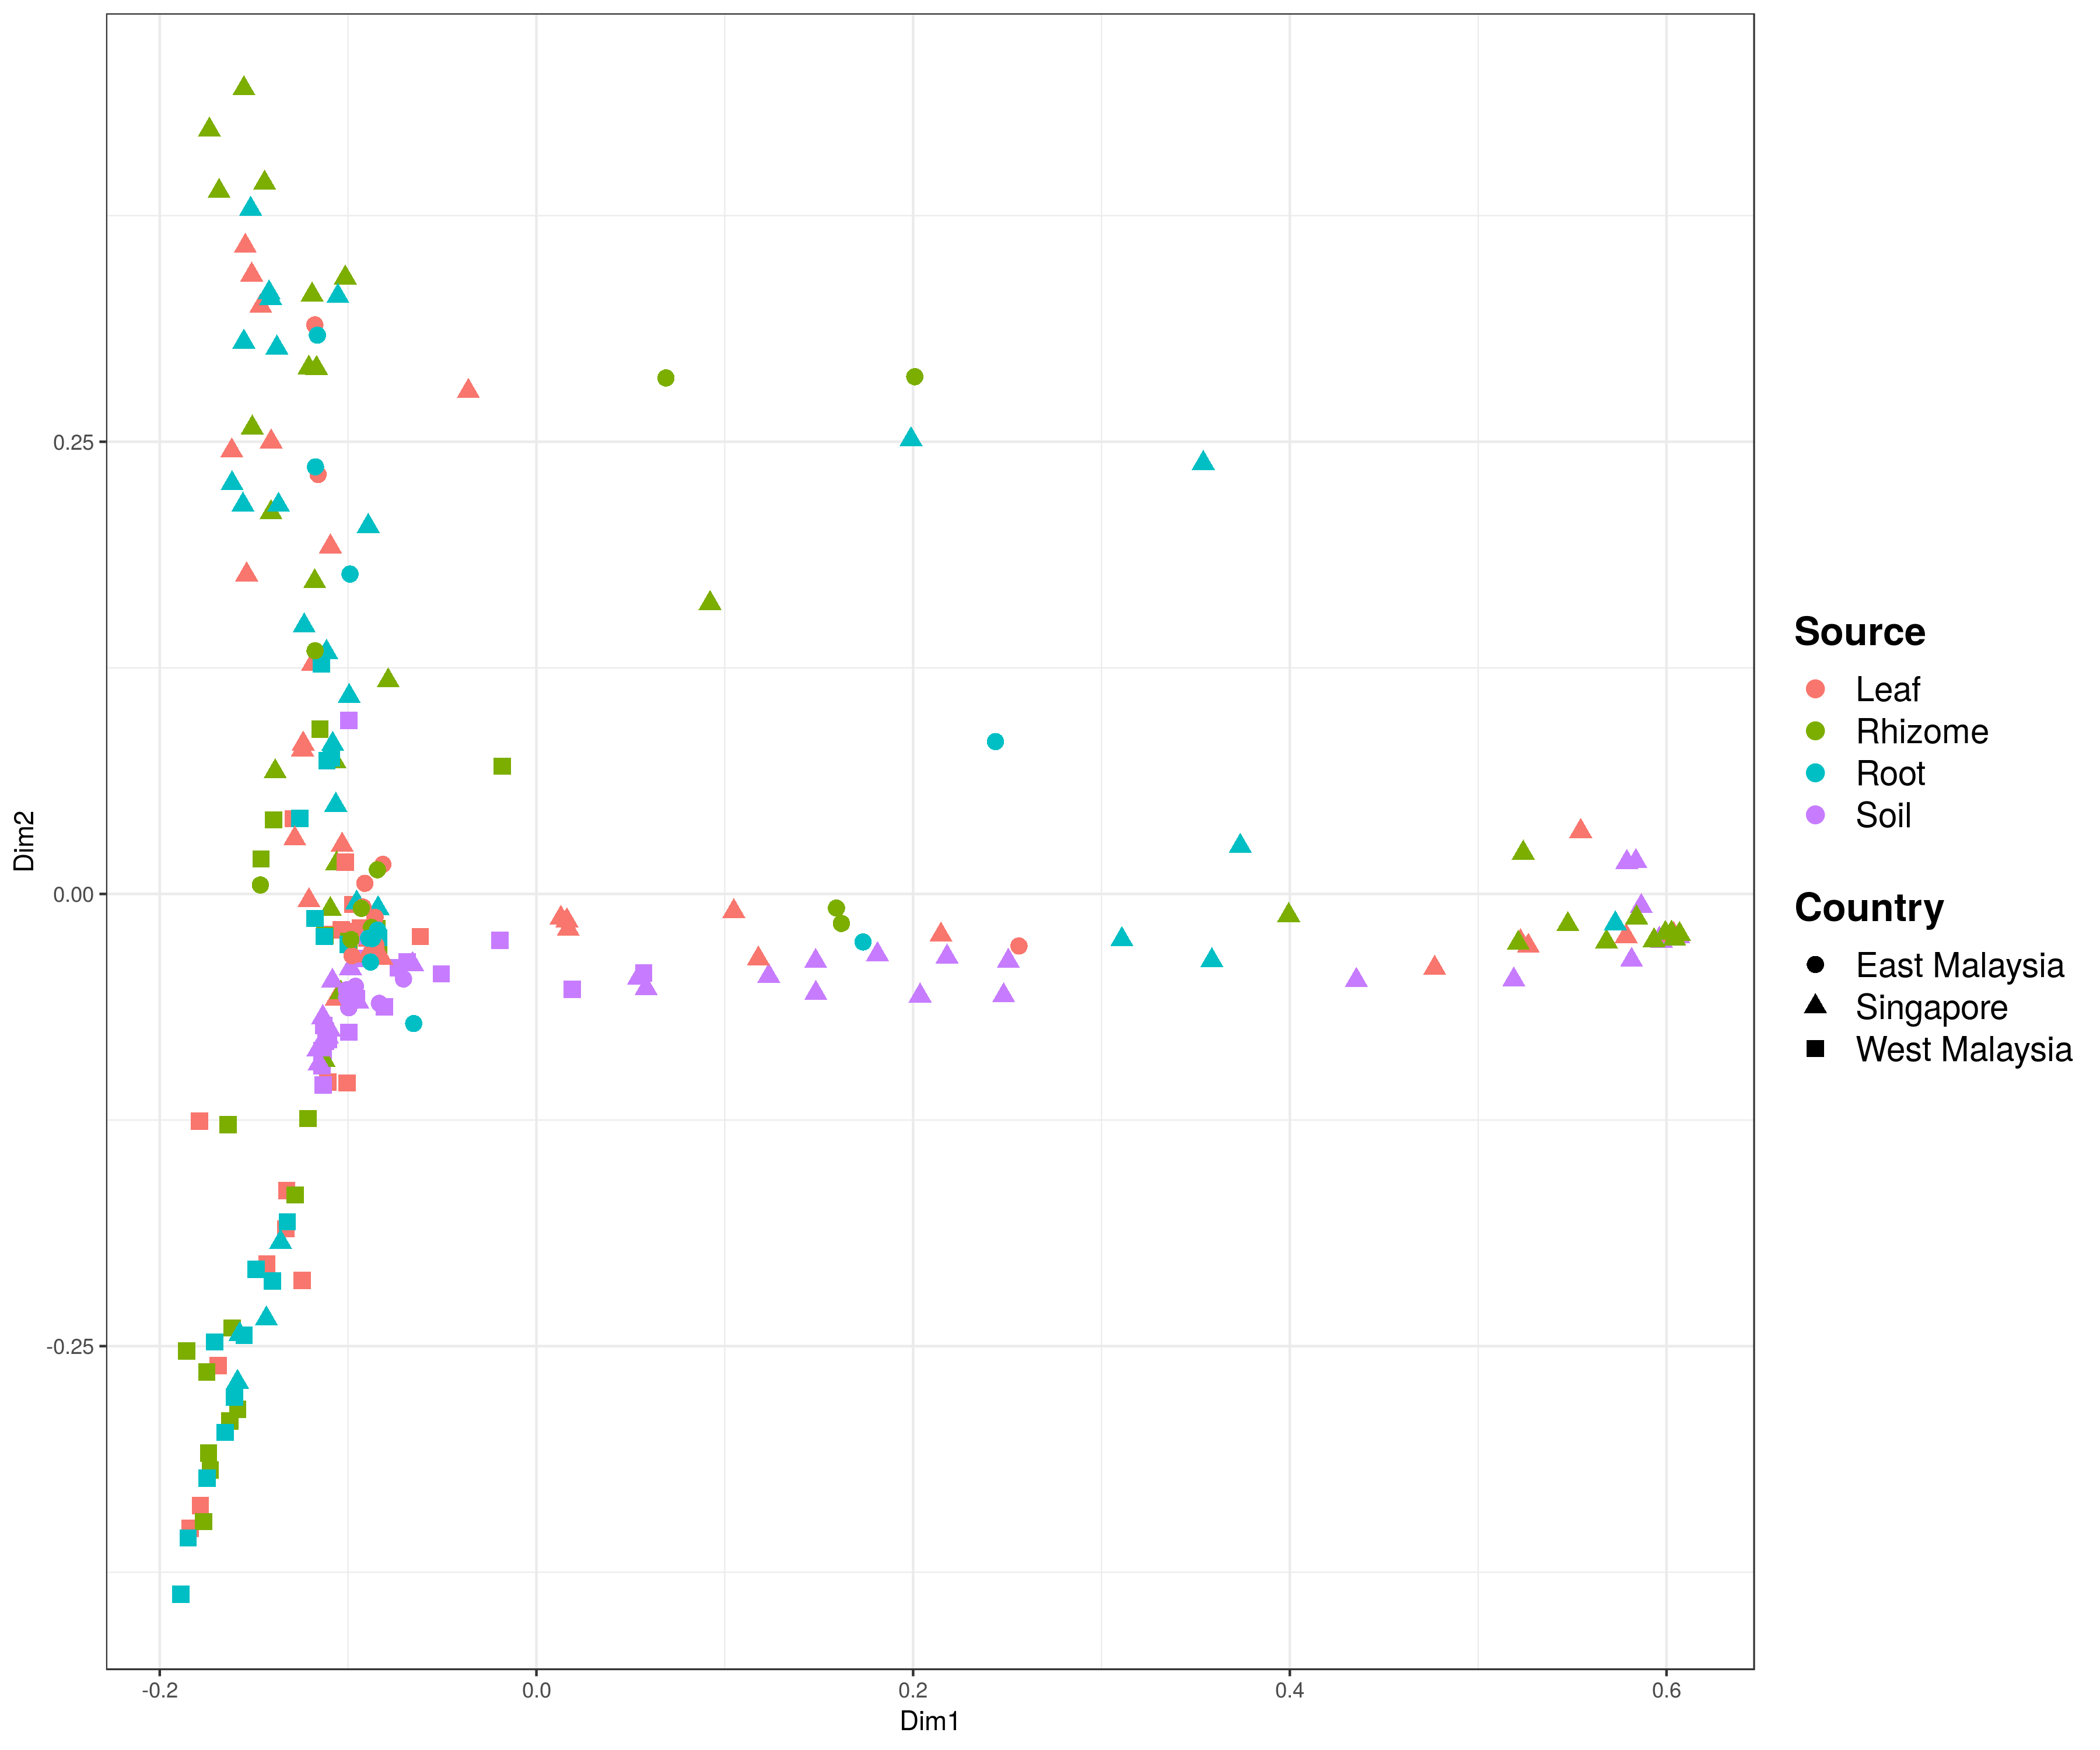 Dim2
0.25
0.00
-0.25
-0.2
0.0
0.2
0.4
0.6
Dim1
Source
Leaf
Rhizome
Root
Soil
Country
East Malaysia
Singapore
West Malaysia